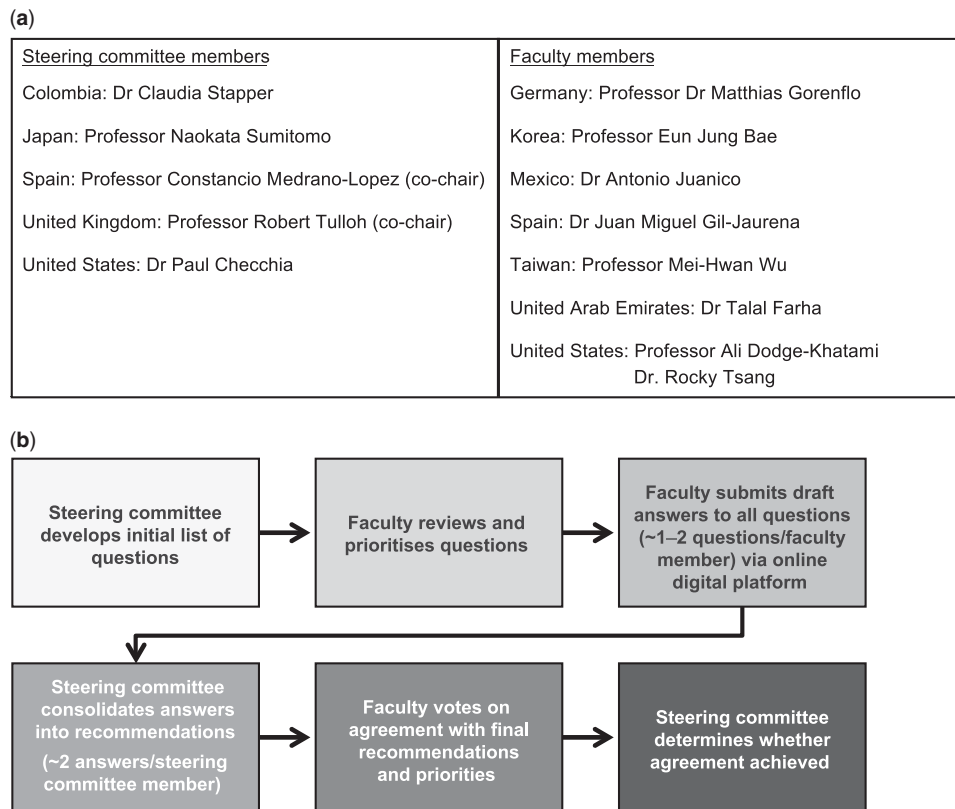 (a)
Steering committee members
Colombia: Dr Claudia Stapper
Japan: Professor Naokata Sumitomo
Spain: Professor Constancio Medrano-Lopez (co-chair)
United Kingdom: Professor Robert Tulloh (co-chair)
United States: Dr Paul Checchia
Faculty members
Germany: Professor Dr Matthias Gorenflo
Korea: Professor Eun Jung Bae
Mexico: Dr Antonio Juanico
Spain: Dr Juan Miguel Gil-Jaurena
Taiwan: Professor Mei-Hwan Wu
United Arab Emirates: Dr Talal Farha
United States: Professor Ali Dodge-Khatami
Dr. Rocky Tsang
(b)
Steering committee
develops initial list of
questions
Faculty reviews and
prioritises questions
Faculty submits draft
answers to all questions
(~1–2 questions/faculty
member) via online
digital platform
Steering committee
consolidates answers
into recommendations
(~2 answers/steering
committee member)
Faculty votes on
agreement with final
recommendations
and priorities
Steering committee
determines whether
agreement achieved